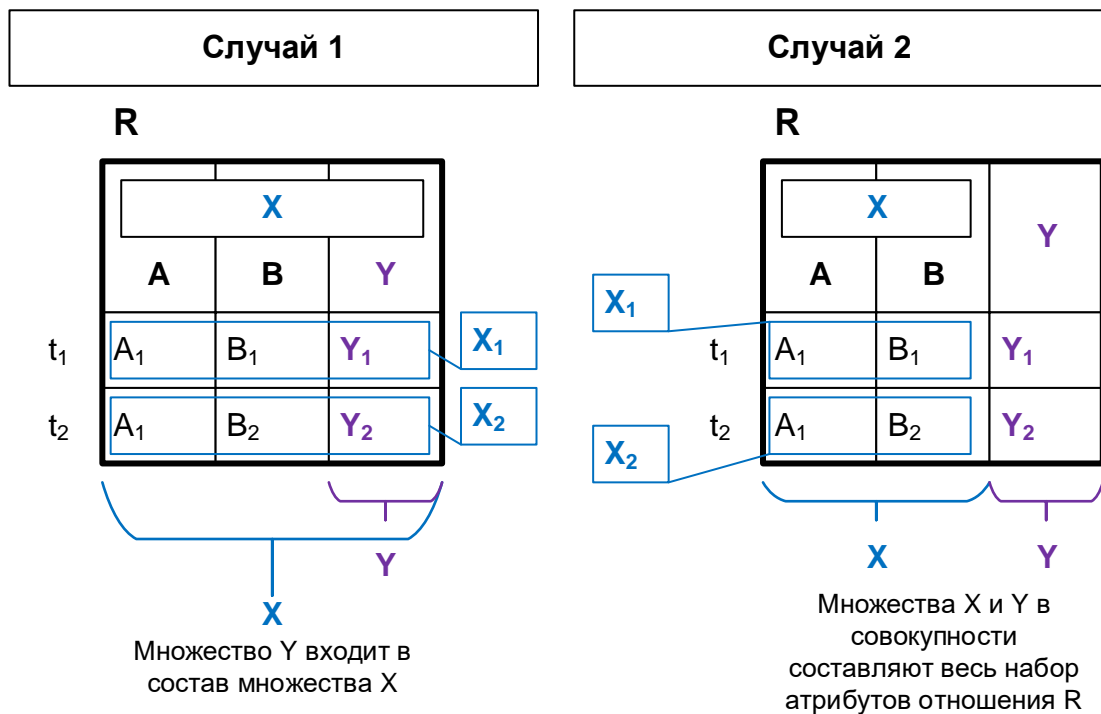 Случай 1
R
X
A B Y
t₁ A₁ B₁ Y₁ X₁
t₂ A₁ B₂ Y₂ X₂
Y
X
Множество Y входит в
состав множества X
Случай 2
R
X Y
A B
X₁
t₁ A₁ B₁ Y₁
t₂ A₁ B₂ Y₂
X₂
X Y
Множества X и Y в
совокупности
составляют весь набор
атрибутов отношения R